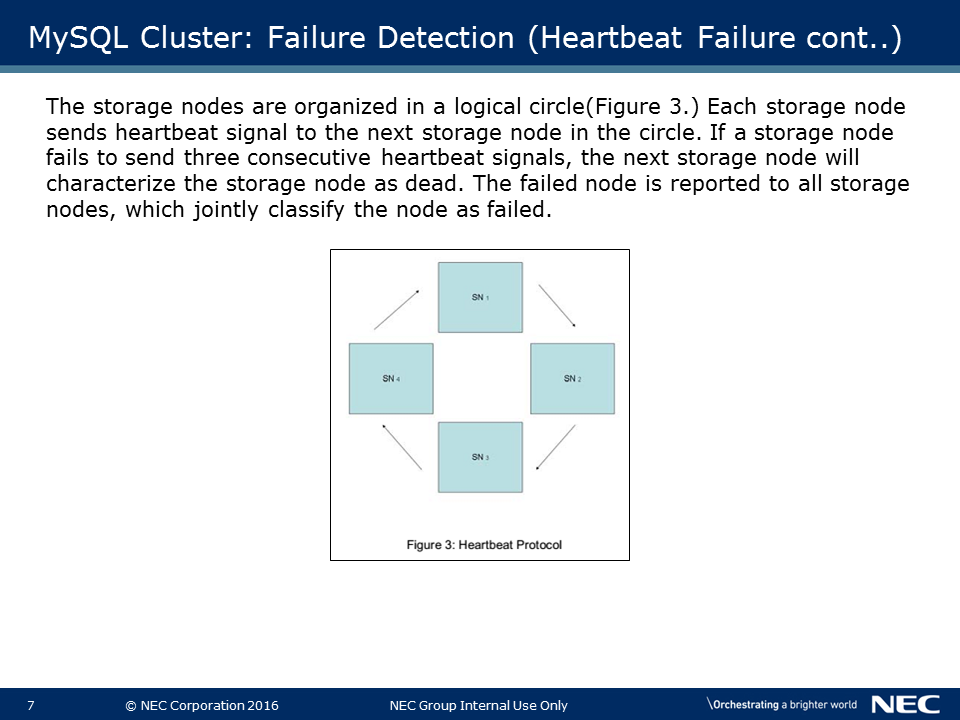 MySQL Cluster: Failure Detection (Heartbeat Failure cont..)
The storage nodes are organized in a logical circle(Figure 3.) Each storage node
sends heartbeat signal to the next storage node in the circle. If a storage node
fails to send three consecutive heartbeat signals, the next storage node will
characterize the storage node as dead. The failed node is reported to all storage
nodes, which jointly classify the node as failed.
SN 1
SN 4
SN 2
SN 3
Figure 3: Heartbeat Protocol
7
© NEC Corporation 2016
NEC Group Internal Use Only
\Orchestrating a brighter world
NEC